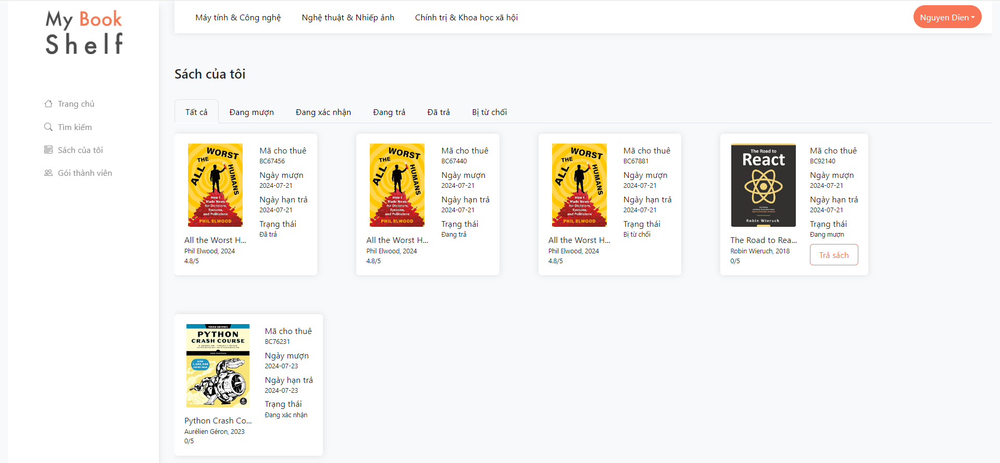 My Book
Shelf
Máy tính & Công nghệ
Nghệ thuật & Nhiếp ảnh
Chính trị & Khoa học xã hội
Nguyen Dien
Trang chủ
Tìm kiếm
Sách của tôi
Gói thành viên
Sách của tôi
Tất cả
Đang mượn
Đang xác nhận
Đang trả
Đã trả
Bị từ chối
ALL THE WORST HUMANS
How I
Made News
for Dictators,
Tycoons,
and Politicians
PHIL ELWOOD
All the Worst H...
Phil Elwood, 2024
4.8/5
Mã cho thuê
BC67456
Ngày mượn
2024-07-21
Ngày hạn trả
2024-07-21
Trạng thái
Đã trả
ALL THE WORST HUMANS
How I
Made News
for Dictators,
Tycoons,
and Politicians
PHIL ELWOOD
All the Worst H...
Phil Elwood, 2024
4.8/5
Mã cho thuê
BC67440
Ngày mượn
2024-07-21
Ngày hạn trả
2024-07-21
Trạng thái
Đang trả
ALL THE WORST HUMANS
How I
Made News
for Dictators,
Tycoons,
and Politicians
PHIL ELWOOD
All the Worst H...
Phil Elwood, 2024
4.8/5
Mã cho thuê
BC67881
Ngày mượn
2024-07-21
Ngày hạn trả
2024-07-21
Trạng thái
Bị từ chối
The Road to
React
Robin Wieruch
The Road to Rea...
Robin Wieruch, 2018
0/5
Mã cho thuê
BC92140
Ngày mượn
2024-07-21
Ngày hạn trả
2024-07-21
Trạng thái
Đang mượn
Trả sách
THIRD EDITION
PYTHON
CRASH COURSE
OVER
1,500,000
COPIES SOLD
Python Crash Co...
Aurélien Géron, 2023
0/5
Mã cho thuê
BC76231
Ngày mượn
2024-07-23
Ngày hạn trả
2024-07-23
Trạng thái
Đang xác nhận